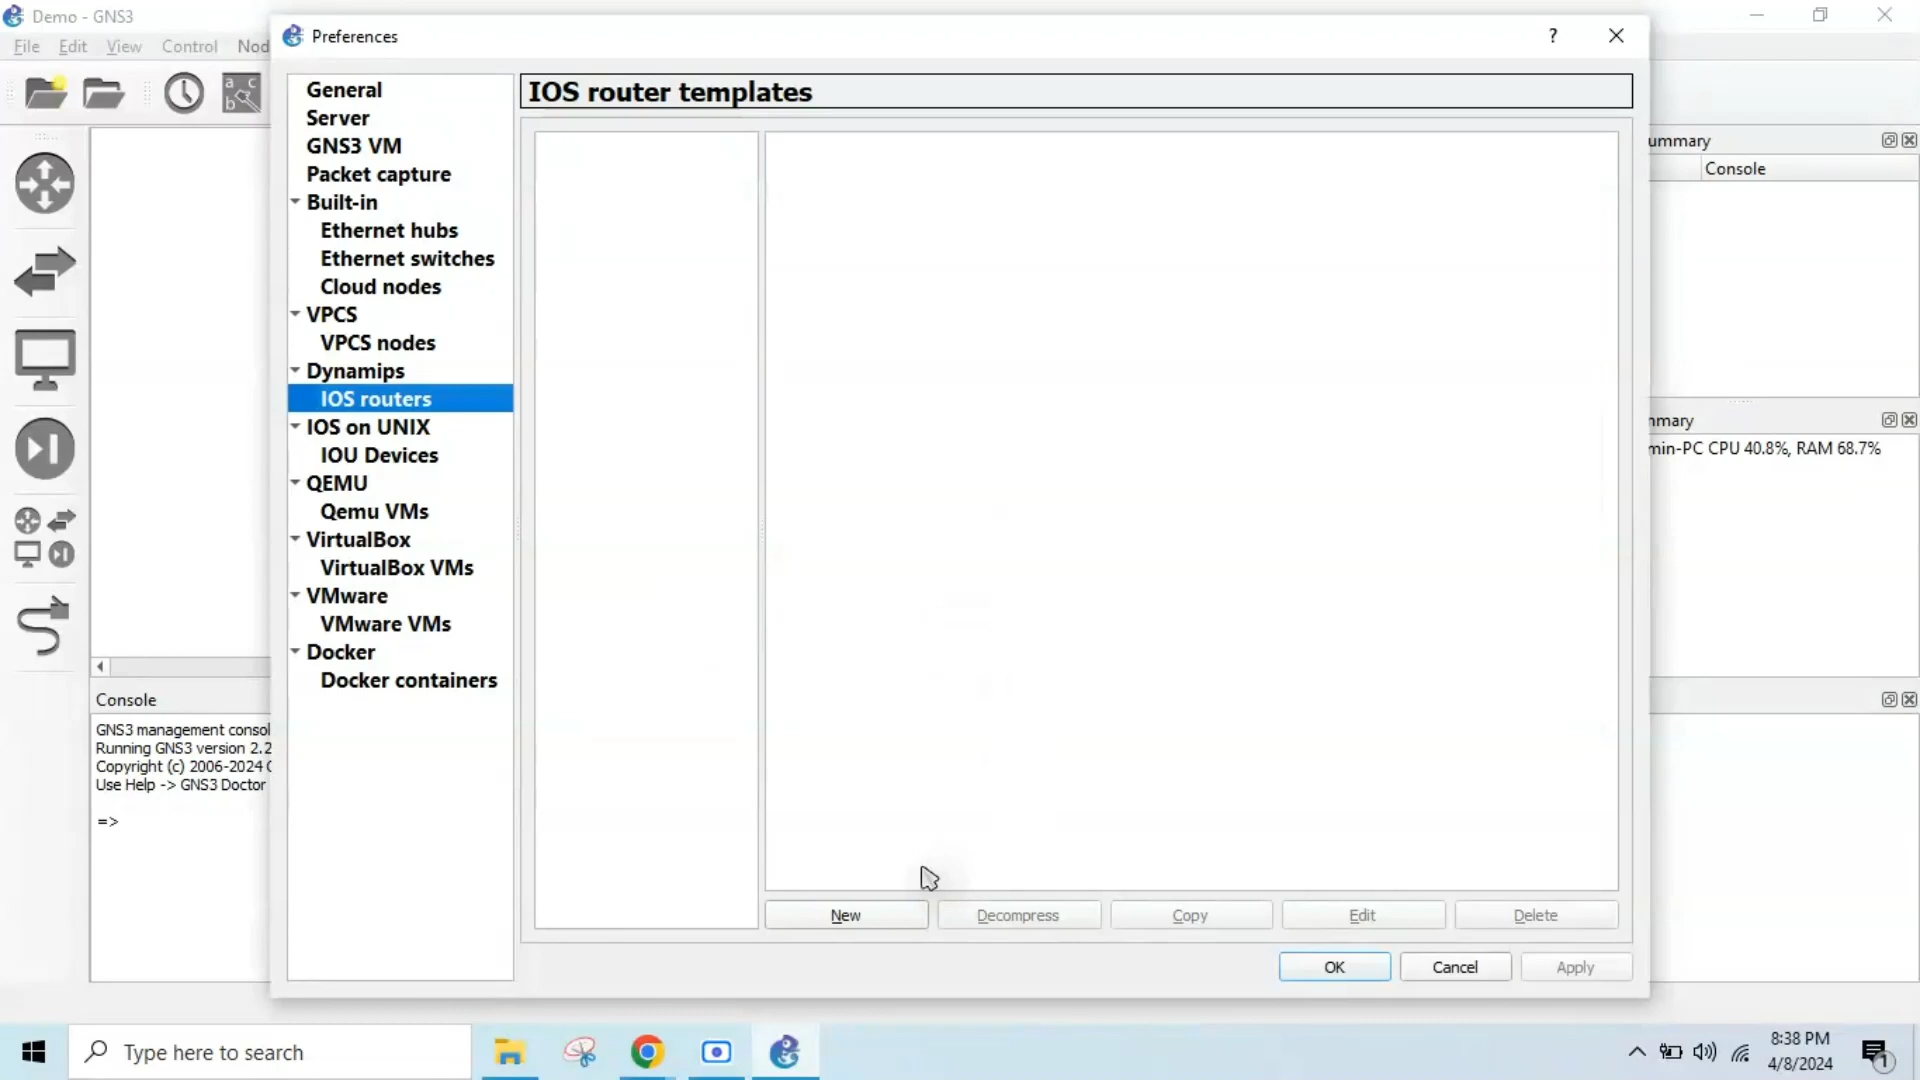 Demo - GNS3
File Edit View Control Nod
Preferences
?
General
Server
GNS3 VM
Packet capture
Built-in
Ethernet hubs
Ethernet switches
Cloud nodes
VPCS
VPCS nodes
Dynamips
IOS routers
IOS on UNIX
IOU Devices
QEMU
Qemu VMs
VirtualBox
VirtualBox VMs
VMware
VMware VMs
Docker
Docker containers
IOS router templates
New Decompress Copy Edit Delete
OK Cancel Apply
ummary
Console
nmary
min-PC CPU 40.8%, RAM 68.7%
Console
GNS3 management consol
Running GNS3 version 2.2
Copyright (c) 2006-2024 G
Use Help -> GNS3 Doctor
=>
a c
b
Type here to search
8:38 PM
4/8/2024
1